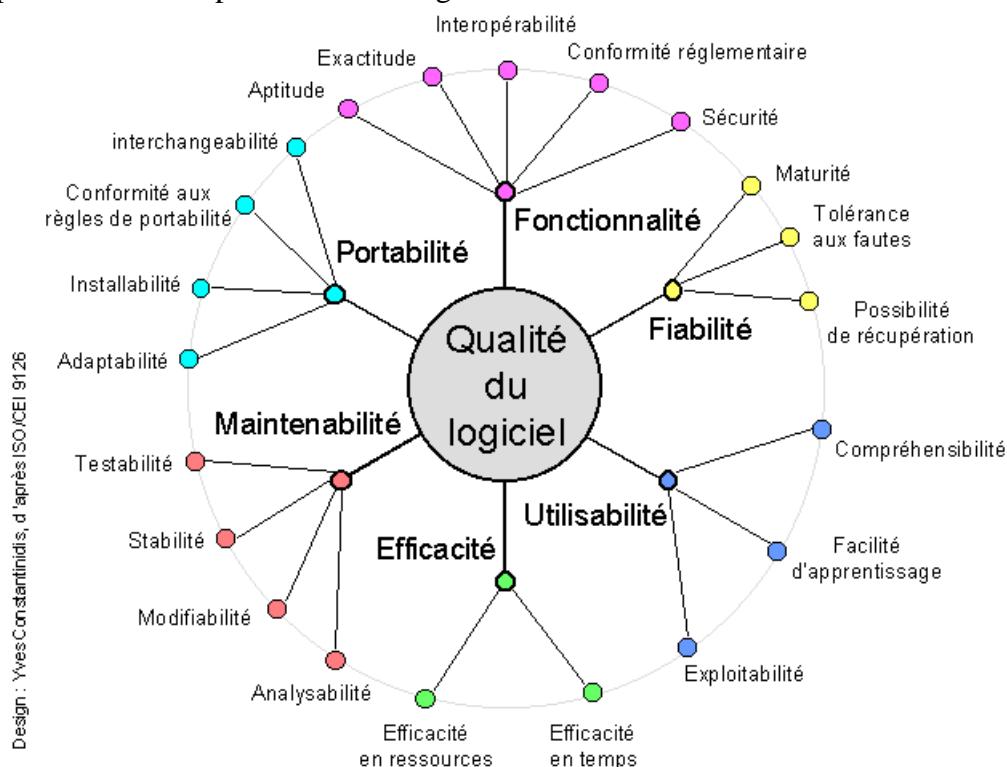 Interopérabilité
Exactitude
Conformité réglementaire
Aptitude
Sécurité
interchangeabilité
Maturité
Conformité aux
règles de portabilité
Tolérance
aux fautes
Fonctionnalité
Portabilité
Installabilité
Possibilité
de récupération
Fiabilité
Qualité
du
logiciel
Adaptabilité
Maintenabilité
Compréhensibilité
Testabilité
Utilisabilité
Stabilité
Efficacité
Facilité
d'apprentissage
Modifiabilité
Exploitabilité
Analysabilité
Efficacité
en ressources
Efficacité
en temps
Design : Yves Constantinidis, d'après ISO/CEI 9126